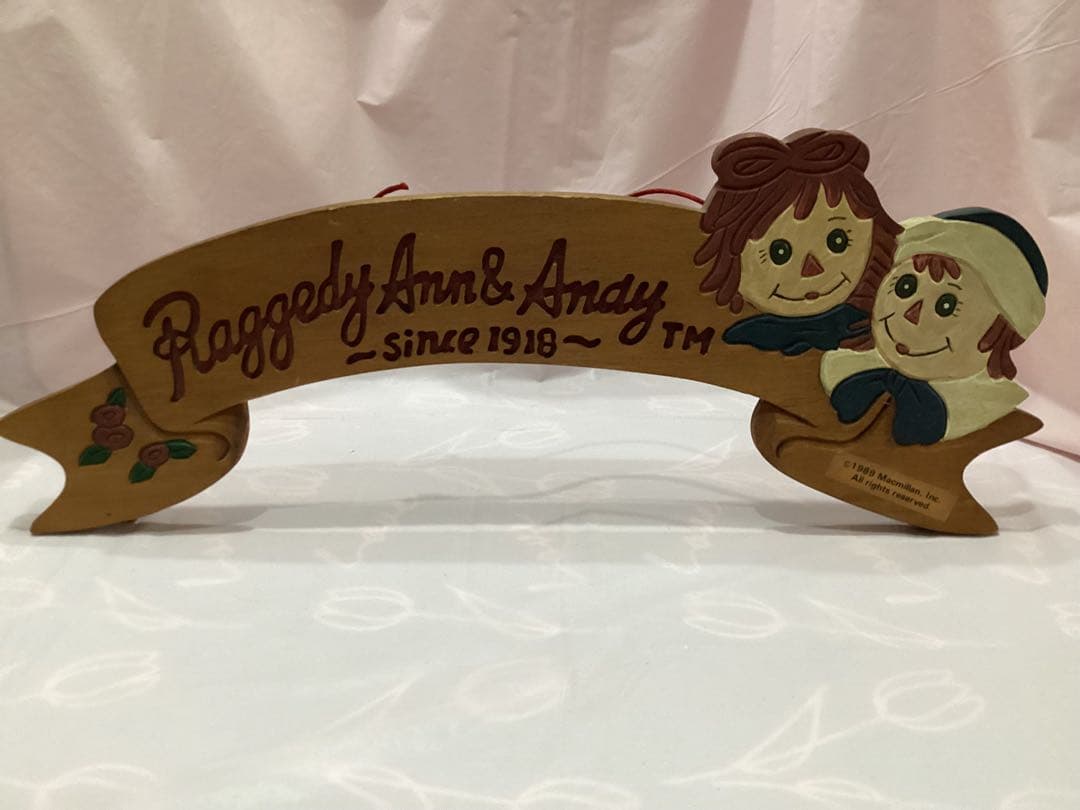 Raggedy Ann & Andy
~ since 1918 ~ TM
©1989 Macmillan, Inc.
All rights reserved